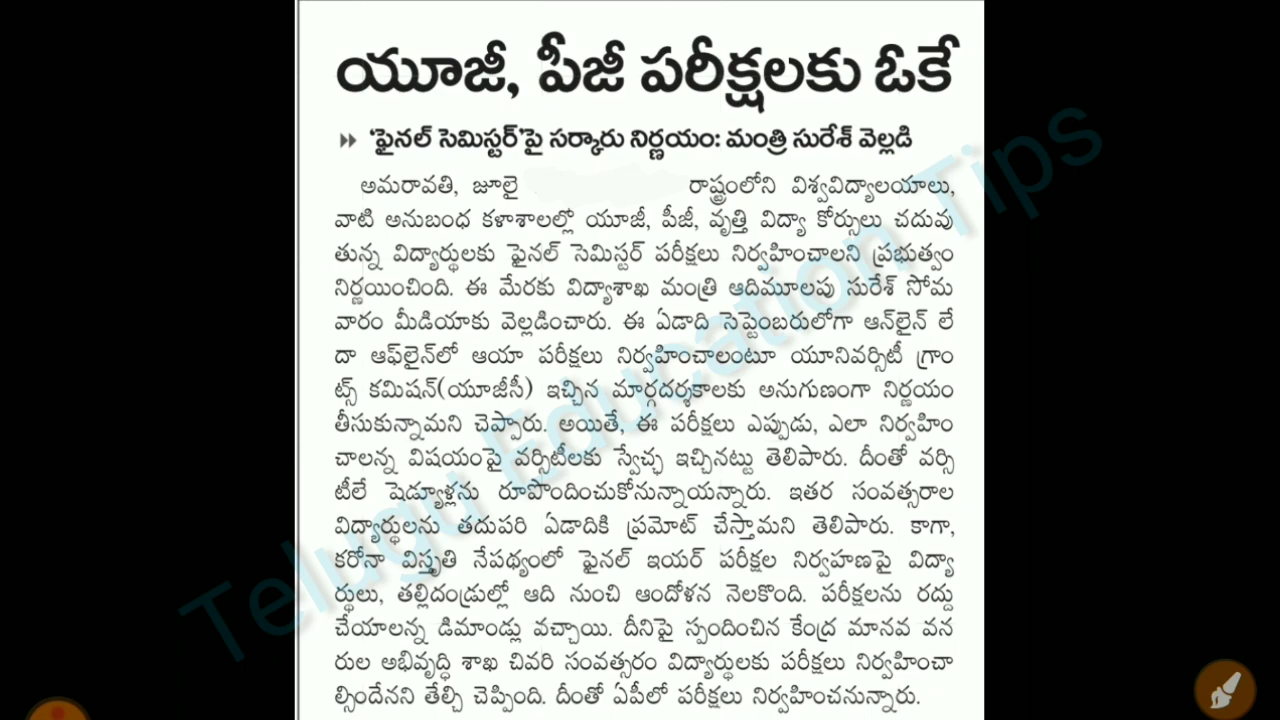 యూజీ, పీజీ పరీక్షలకు ఓకే
‘ఫైనల్ సెమిస్టర్’పై సర్కారు నిర్ణయం: మంత్రి సురేశ్ వెల్లడి
అమరావతి, జూలై రాష్ట్రంలోని విశ్వవిద్యాలయాలు,
వాటి అనుబంధ కళాశాలల్లో యూజీ, పీజీ, వృత్తి విద్యా కోర్సులు చదువు
తున్న విద్యార్థులకు ఫైనల్ సెమిస్టర్ పరీక్షలు నిర్వహించాలని ప్రభుత్వం
నిర్ణయించింది. ఈ మేరకు విద్యాశాఖ మంత్రి ఆదిమూలపు సురేశ్ సోమ
వారం మీడియాకు వెల్లడించారు. ఈ ఏడాది సెప్టెంబరులోగా ఆన్‌లైన్ లే
దా ఆఫ్‌లైన్‌లో ఆయా పరీక్షలు నిర్వహించాలంటూ యూనివర్సిటీ గ్రాం
ట్స్ కమిషన్(యూజీసీ) ఇచ్చిన మార్గదర్శకాలకు అనుగుణంగా నిర్ణయం
తీసుకున్నామని చెప్పారు. అయితే, ఈ పరీక్షలు ఎప్పుడు, ఎలా నిర్వహిం
చాలన్న విషయంపై వర్సిటీలకు స్వేచ్ఛ ఇచ్చినట్టు తెలిపారు. దీంతో వర్సి
టీలే షెడ్యూళ్లను రూపొందించుకోనున్నాయన్నారు. ఇతర సంవత్సరాల
విద్యార్థులను తదుపరి ఏడాదికి ప్రమోట్ చేస్తామని తెలిపారు. కాగా,
కరోనా విస్తృతి నేపథ్యంలో ఫైనల్ ఇయర్ పరీక్షల నిర్వహణపై విద్యా
ర్థులు, తల్లిదండ్రుల్లో ఆది నుంచి ఆందోళన నెలకొంది. పరీక్షలను రద్దు
చేయాలన్న డిమాండ్లు వచ్చాయి. దీనిపై స్పందించిన కేంద్ర మానవ వన
రుల అభివృద్ధి శాఖ చివరి సంవత్సరం విద్యార్థులకు పరీక్షలు నిర్వహించా
ల్సిందేనని తేల్చి చెప్పింది. దీంతో ఏపీలో పరీక్షలు నిర్వహించనున్నారు.
Telugu Education Tips